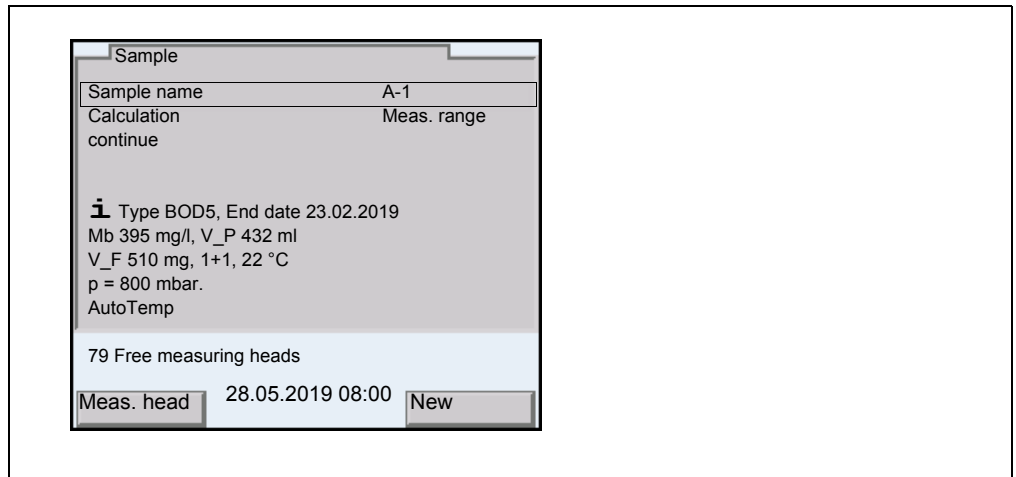 Sample
Sample name A-1
Calculation Meas. range
continue
i Type BOD5, End date 23.02.2019
Mb 395 mg/l, V_P 432 ml
V_F 510 mg, 1+1, 22 °C
p = 800 mbar.
AutoTemp
79 Free measuring heads
Meas. head 28.05.2019 08:00 New